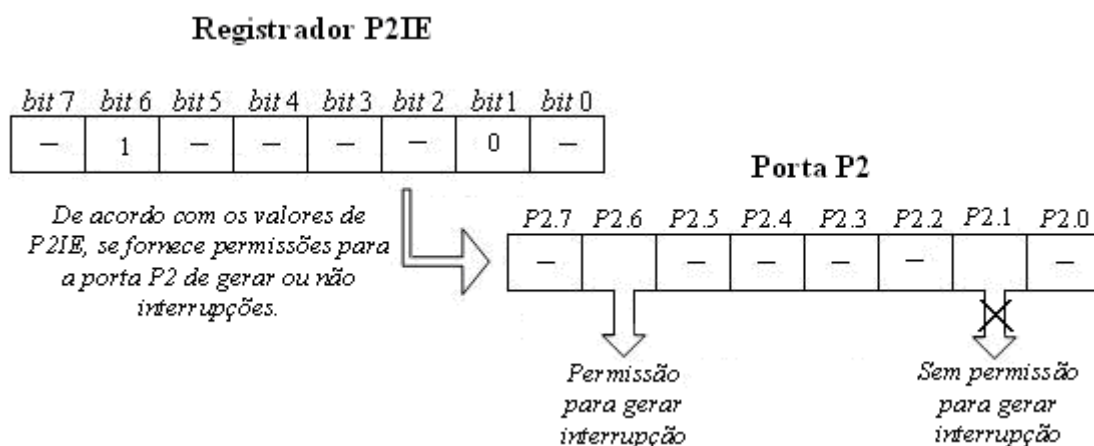 Registrador P2IE
bit 7 bit 6 bit 5 bit 4 bit 3 bit 2 bit 1 bit 0
– 1 – – – – 0 –
De acordo com os valores de
P2IE, se fornece permissões para
a porta P2 de gerar ou não
interrupções.
Porta P2
P2.7 P2.6 P2.5 P2.4 P2.3 P2.2 P2.1 P2.0
– – – – – –
Permissão
para gerar
interrupção
Sem permissão
para gerar
interrupção